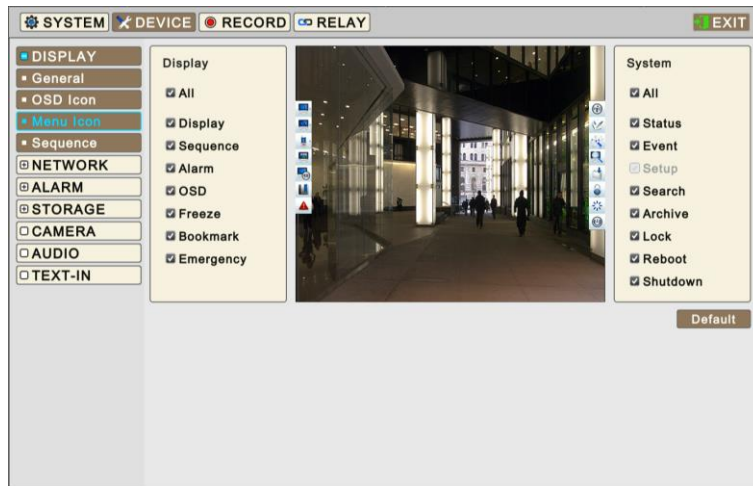 SYSTEM DEVICE RECORD RELAY EXIT
DISPLAY
General
OSD Icon
Menu Icon
Sequence
NETWORK
ALARM
STORAGE
CAMERA
AUDIO
TEXT-IN
Display
All
Display
Sequence
Alarm
OSD
Freeze
Bookmark
Emergency
System
All
Status
Event
Setup
Search
Archive
Lock
Reboot
Shutdown
Default